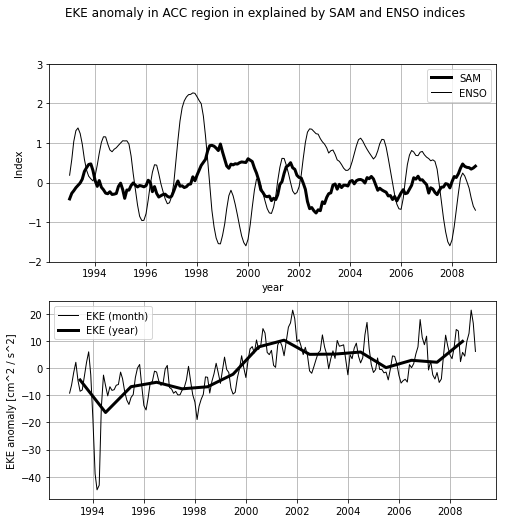 EKE anomaly in ACC region in explained by SAM and ENSO indices
3
2
1
0
−1
−2
Index
SAM
ENSO
1994 1996 1998 2000 2002 2004 2006 2008
year
20
10
0
−10
−20
−30
−40
EKE anomaly [cm^2 / s^2]
EKE (month)
EKE (year)
1994 1996 1998 2000 2002 2004 2006 2008